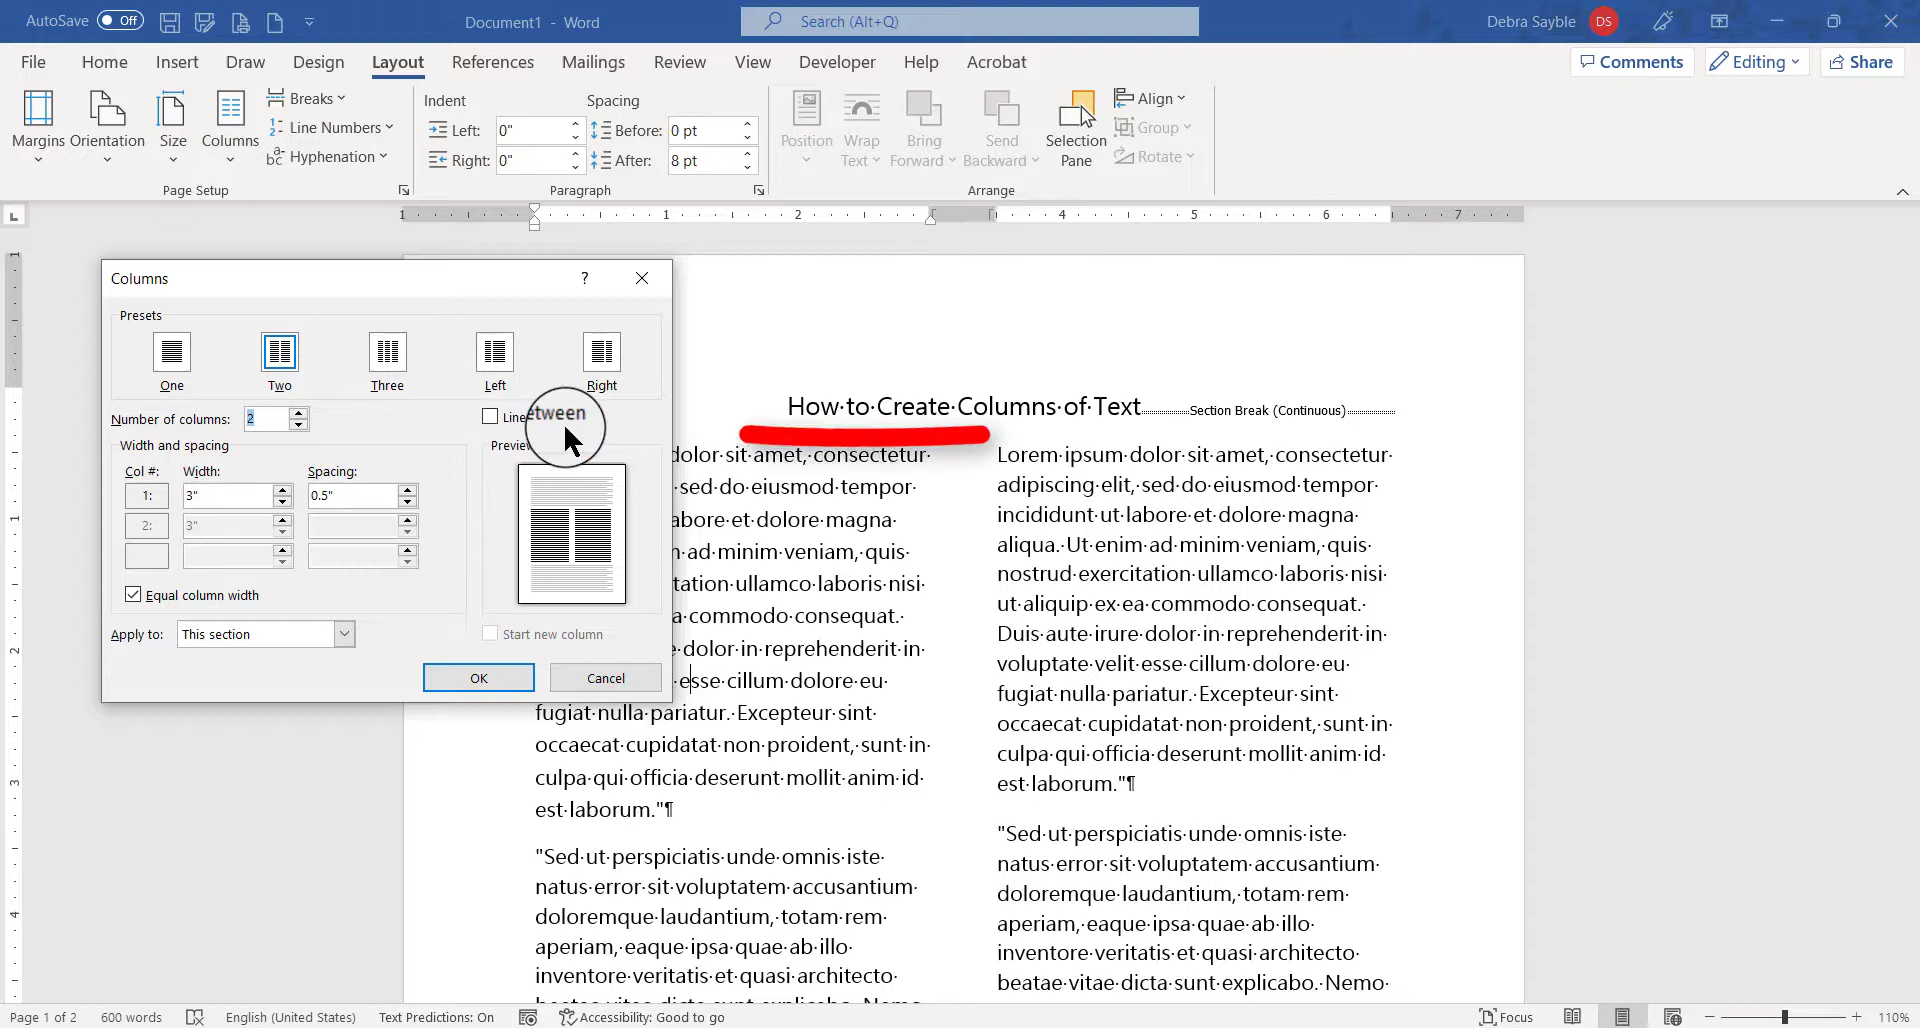 AutoSave Off Document1 - Word Search (Alt+Q) Debra Sayble DS
File Home Insert Draw Design Layout References Mailings Review View Developer Help Acrobat Comments Editing Share
Margins Orientation Size Columns
Breaks
Line Numbers
Hyphenation
Page Setup
Indent Spacing
Left: 0" Before: 0 pt
Right: 0" After: 8 pt
Paragraph
Position Wrap Text Bring Forward Send Backward Selection Pane
Align
Group
Rotate
Arrange
1 1 2 4 5 6 7
Columns ?
Presets
One Two Three Left Right
Number of columns: 2
Line etween
Width and spacing
Col #: Width: Spacing:
1: 3" 0.5"
2: 3"
Equal column width
Preview
Apply to: This section
Start new column
OK Cancel
How·to·Create·Columns·of·Text Section Break (Continuous)
dolor·sit·amet,·consectetur·
·sed·do·eiusmod·tempor·
abore·et·dolore·magna·
·ad·minim·veniam,·quis·
tation·ullamco·laboris·nisi·
a·commodo·consequat.·
·dolor·in·reprehenderit·in·
·esse·cillum·dolore·eu·
fugiat·nulla·pariatur.·Excepteur·sint·
occaecat·cupidatat·non·proident,·sunt·in·
culpa·qui·officia·deserunt·mollit·anim·id·
est·laborum."¶
"Sed·ut·perspiciatis·unde·omnis·iste·
natus·error·sit·voluptatem·accusantium·
doloremque·laudantium,·totam·rem·
aperiam,·eaque·ipsa·quae·ab·illo·
inventore·veritatis·et·quasi·architecto·
Lorem·ipsum·dolor·sit·amet,·consectetur·
adipiscing·elit,·sed·do·eiusmod·tempor·
incididunt·ut·labore·et·dolore·magna·
aliqua.·Ut·enim·ad·minim·veniam,·quis·
nostrud·exercitation·ullamco·laboris·nisi·
ut·aliquip·ex·ea·commodo·consequat.·
Duis·aute·irure·dolor·in·reprehenderit·in·
voluptate·velit·esse·cillum·dolore·eu·
fugiat·nulla·pariatur.·Excepteur·sint·
occaecat·cupidatat·non·proident,·sunt·in·
culpa·qui·officia·deserunt·mollit·anim·id·
est·laborum."¶
"Sed·ut·perspiciatis·unde·omnis·iste·
natus·error·sit·voluptatem·accusantium·
doloremque·laudantium,·totam·rem·
aperiam,·eaque·ipsa·quae·ab·illo·
inventore·veritatis·et·quasi·architecto·
beatae·vitae·dicta·sunt·explicabo.·Nemo·
1
1
2
3
4
Page 1 of 2 600 words English (United States) Text Predictions: On Accessibility: Good to go Focus 110%